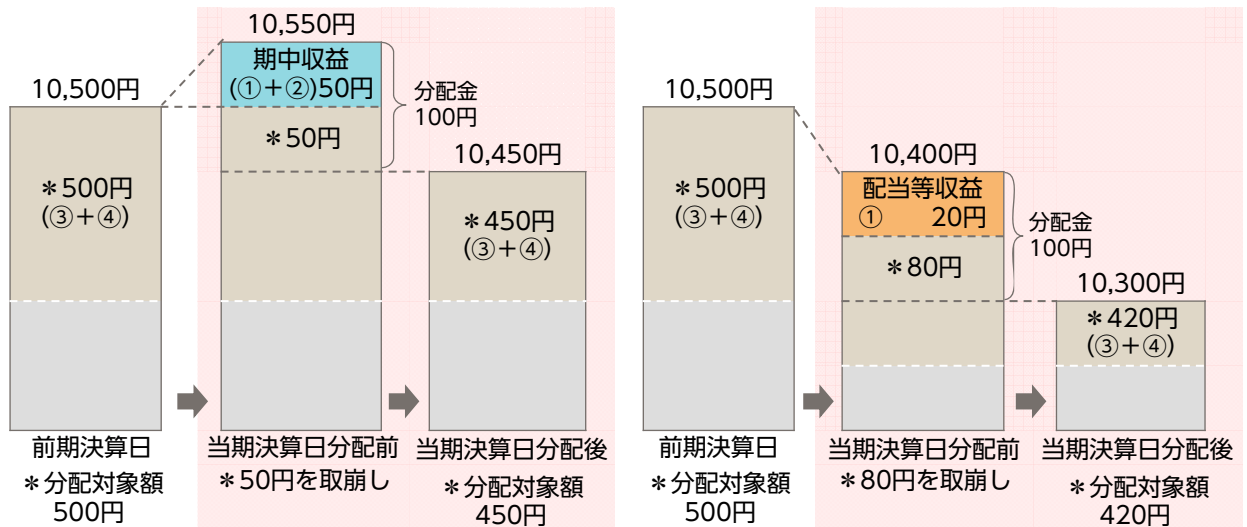 10,500円
＊500円
(③＋④)
前期決算日
＊分配対象額
500円
10,550円
期中収益
(①＋②)50円
＊50円
分配金
100円
当期決算日分配前
＊50円を取崩し
10,450円
＊450円
(③＋④)
当期決算日分配後
＊分配対象額
450円
10,500円
＊500円
(③＋④)
前期決算日
＊分配対象額
500円
10,400円
配当等収益
① 20円
＊80円
分配金
100円
当期決算日分配前
＊80円を取崩し
10,300円
＊420円
(③＋④)
当期決算日分配後
＊分配対象額
420円